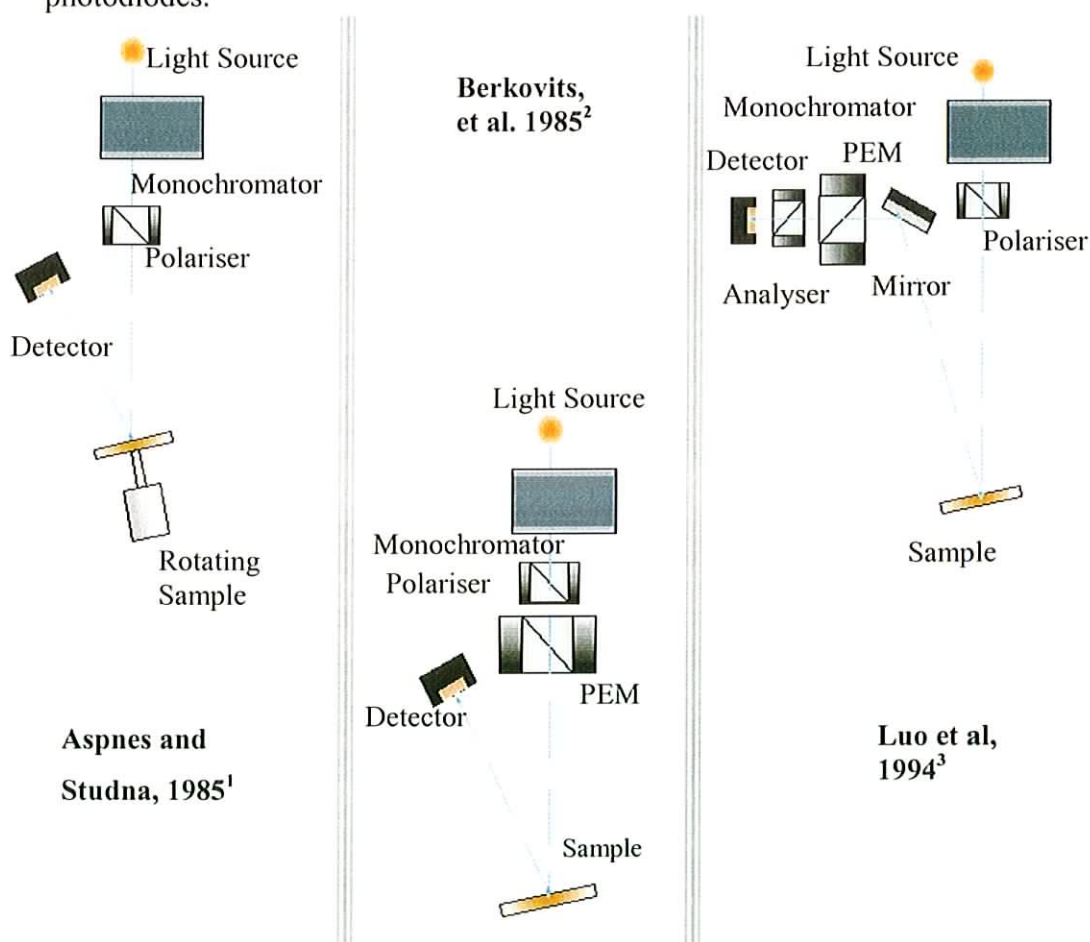 photodiodes.
Light Source
Monochromator
Polariser
Detector
Rotating
Sample
Aspnes and
Studna, 1985¹
Berkovits,
et al. 1985²
Light Source
Monochromator
Polariser
PEM
Detector
Sample
Light Source
Monochromator
Detector
PEM
Polariser
Analyser
Mirror
Sample
Luo et al,
1994³